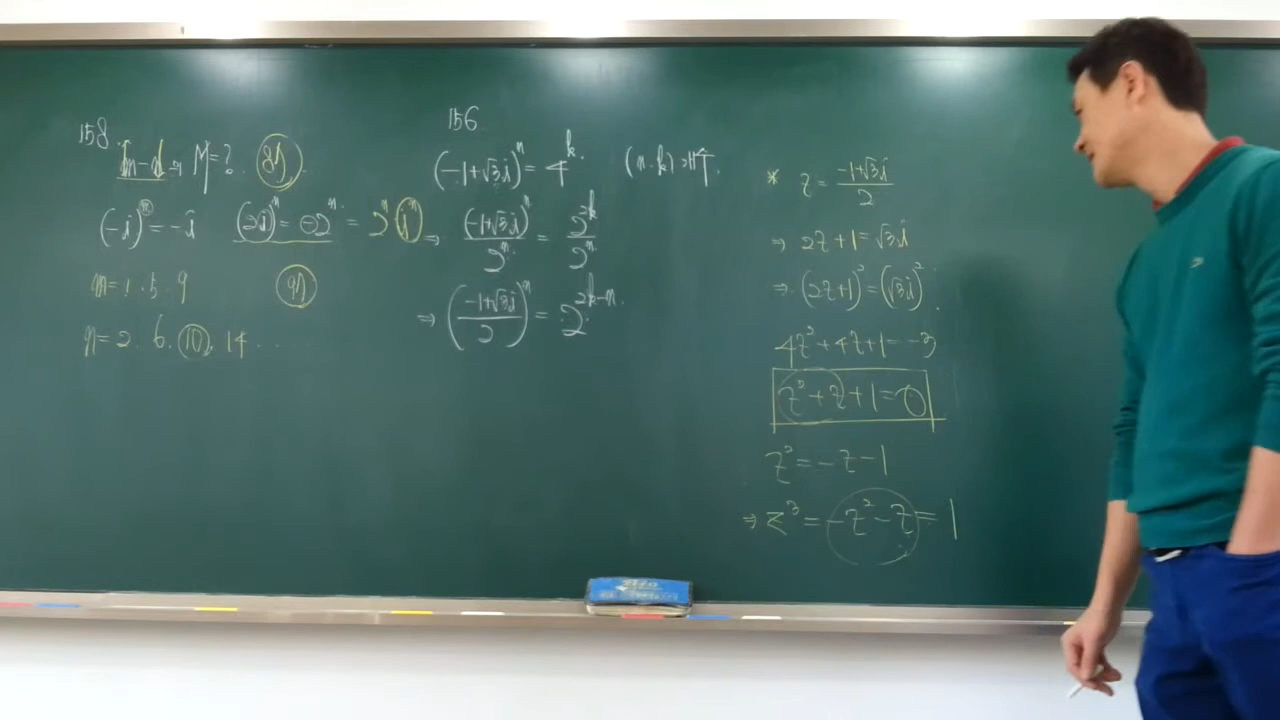 158.
|m-n| ⇒ M=? 81
(-i)^m = -i (2i)^n = -2^n = 2^n i^n
m=1. 5. 9
n=2. 6. 10. 14 ....
91
156
(-1+√3i)^n = 4^k. (n.k)
⇒ (-1+√3i)^n / 2^n = 2^2k / 2^n
⇒ ((-1+√3i)/2)^n = 2^(2k-n).
* z = (-1+√3i)/2
⇒ 2z+1=√3i
⇒ (2z+1)^2=(√3i)^2.
4z^2+4z+1=-3
z^2+z+1=0
z^2=-z-1
⇒ z^3=-z^2-z=1